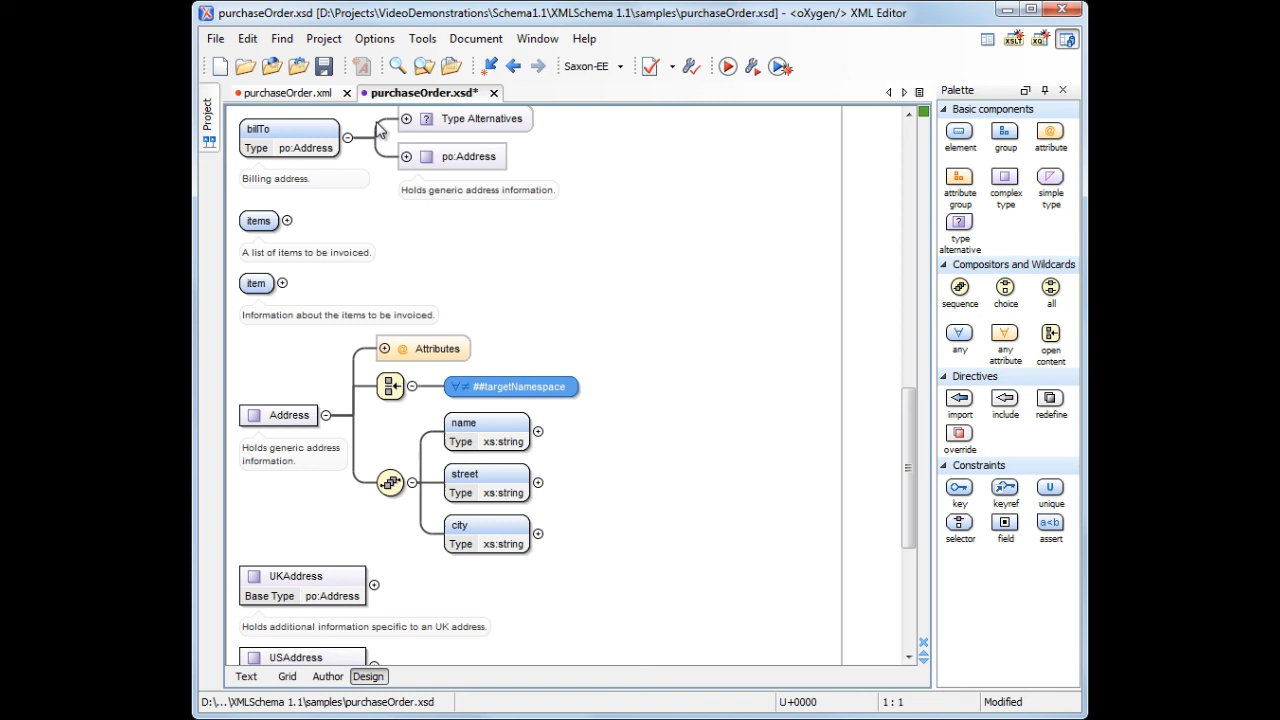 purchaseOrder.xsd [D:\Projects\VideoDemonstrations\Schema1.1\XMLSchema 1.1\samples\purchaseOrder.xsd] - <oXygen/> XML Editor
File Edit Find Project Options Tools Document Window Help
XSLT XQ
Saxon-EE
purchaseOrder.xml purchaseOrder.xsd*
Project
billTo
Type po:Address
Billing address.
? Type Alternatives
po:Address
Holds generic address information.
items
A list of items to be invoiced.
item
Information about the items to be invoiced.
@ Attributes
∀≠ ##targetNamespace
Address
Holds generic address
information.
name
Type xs:string
street
Type xs:string
city
Type xs:string
UKAddress
Base Type po:Address
Holds additional information specific to an UK address.
USAddress
Text Grid Author Design
Palette
Basic components
element group attribute
attribute group complex type simple type
type alternative
Compositors and Wildcards
sequence choice all
any any attribute open content
Directives
import include redefine
override
Constraints
key keyref unique
selector field assert
D:\...\XMLSchema 1.1\samples\purchaseOrder.xsd U+0000 1 : 1 Modified